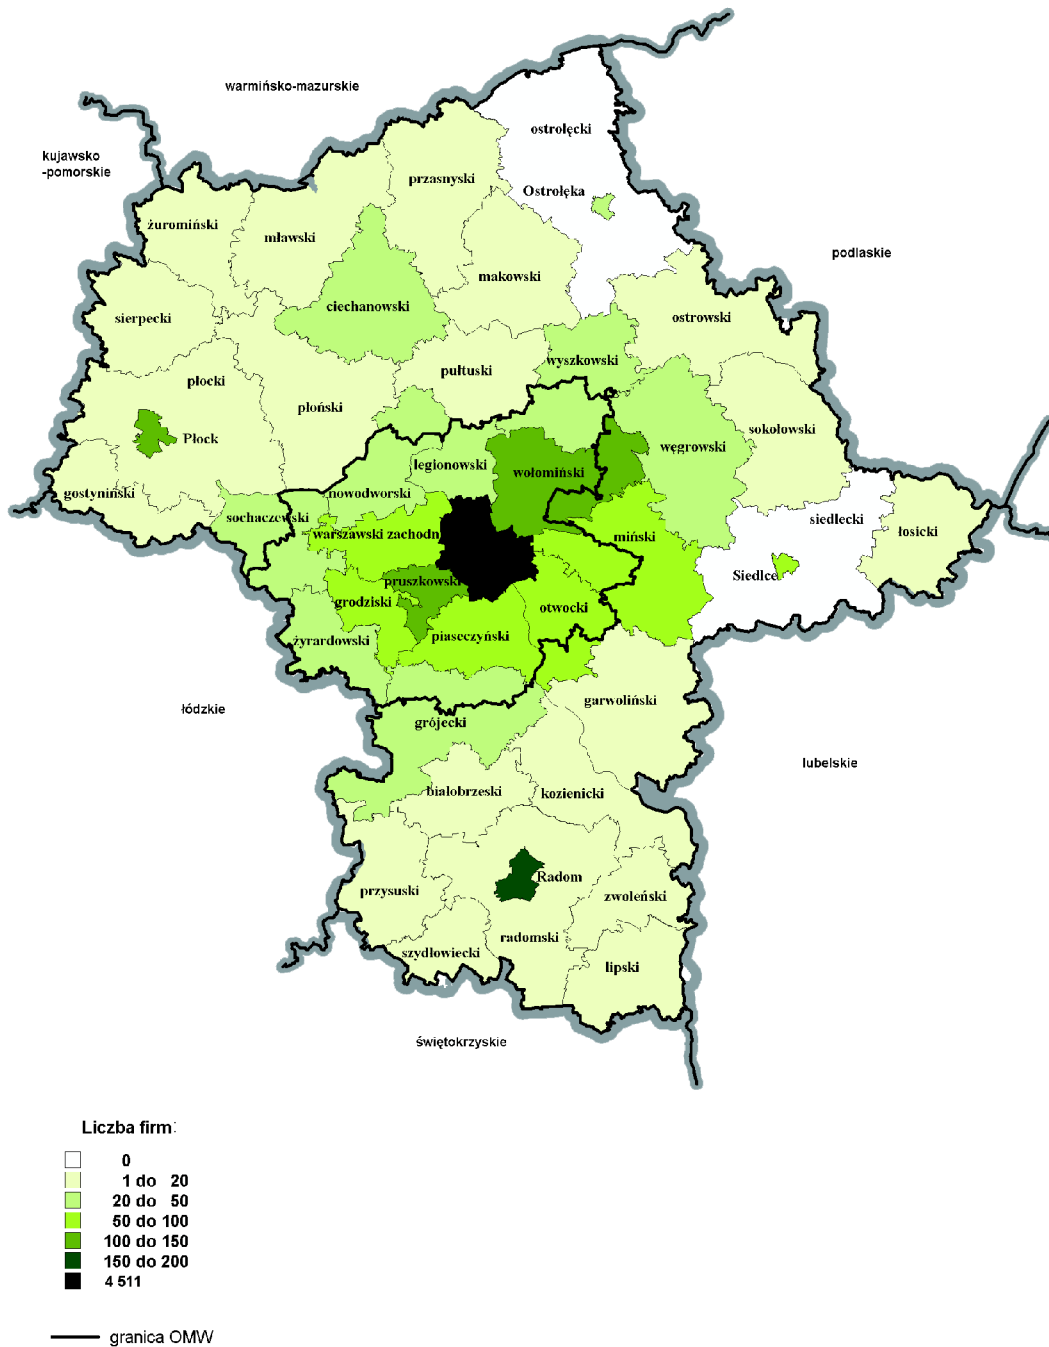 warmińsko-mazurskie
kujawsko
-pomorskie
podlaskie
ostrołęcki
Ostrołęka
przasnyski
żuromiński
mławski
makowski
ciechanowski
sierpecki
ostrowski
wyszkowski
pułtuski
płocki
płoński
Płock
sokołowski
węgrowski
legionowski
wołomiński
gostyniński
nowodworski
sochaczewski
siedlecki
łosicki
warszawski zachodn
miński
Siedlce
pruszkowski
grodziski
otwocki
piaseczyński
żyrardowski
garwoliński
łódzkie
grójecki
lubelskie
białobrzeski
kozienicki
Radom
przysuski
zwoleński
radomski
szydłowiecki
lipski
świętokrzyskie
Liczba firm:
0
1 do 20
20 do 50
50 do 100
100 do 150
150 do 200
4 511
granica OMW